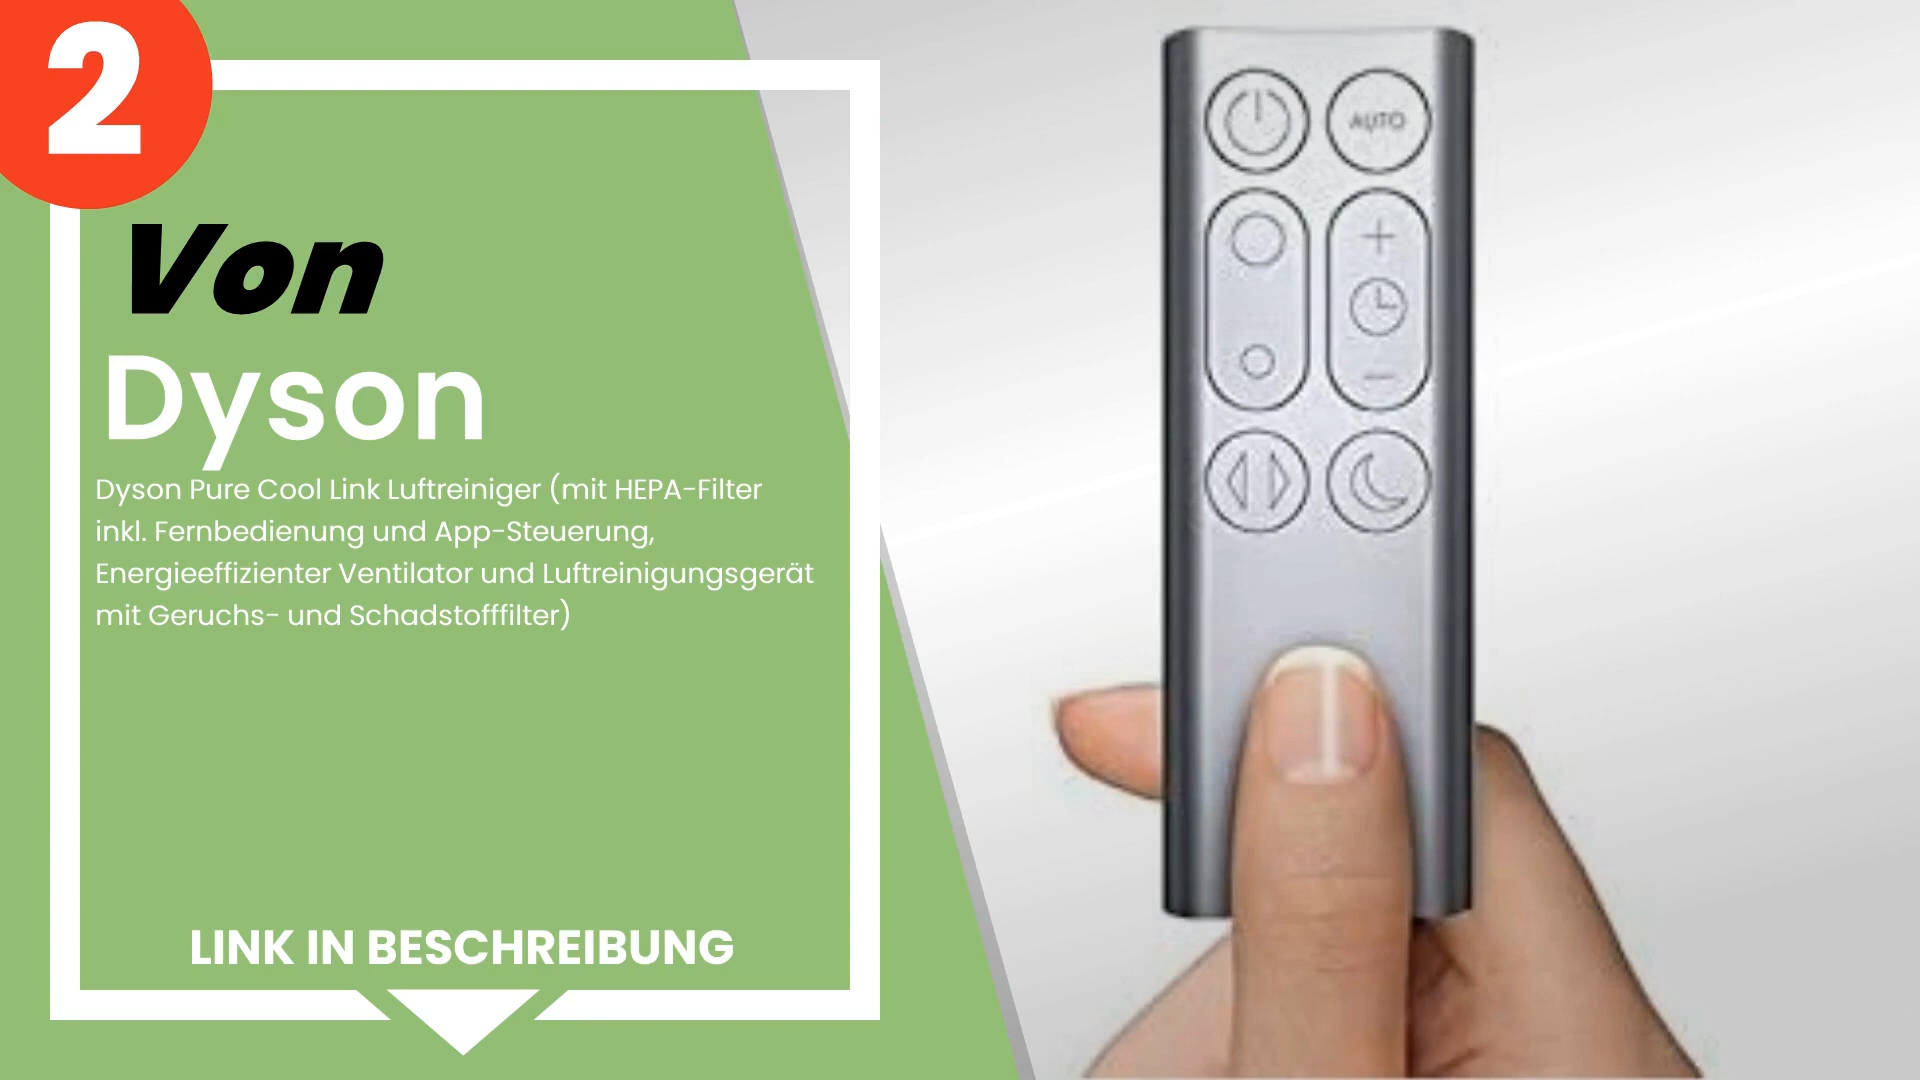 2
Von
Dyson
Dyson Pure Cool Link Luftreiniger (mit HEPA-Filter
inkl. Fernbedienung und App-Steuerung,
Energieeffizienter Ventilator und Luftreinigungsgerät
mit Geruchs- und Schadstofffilter)
LINK IN BESCHREIBUNG
AUTO